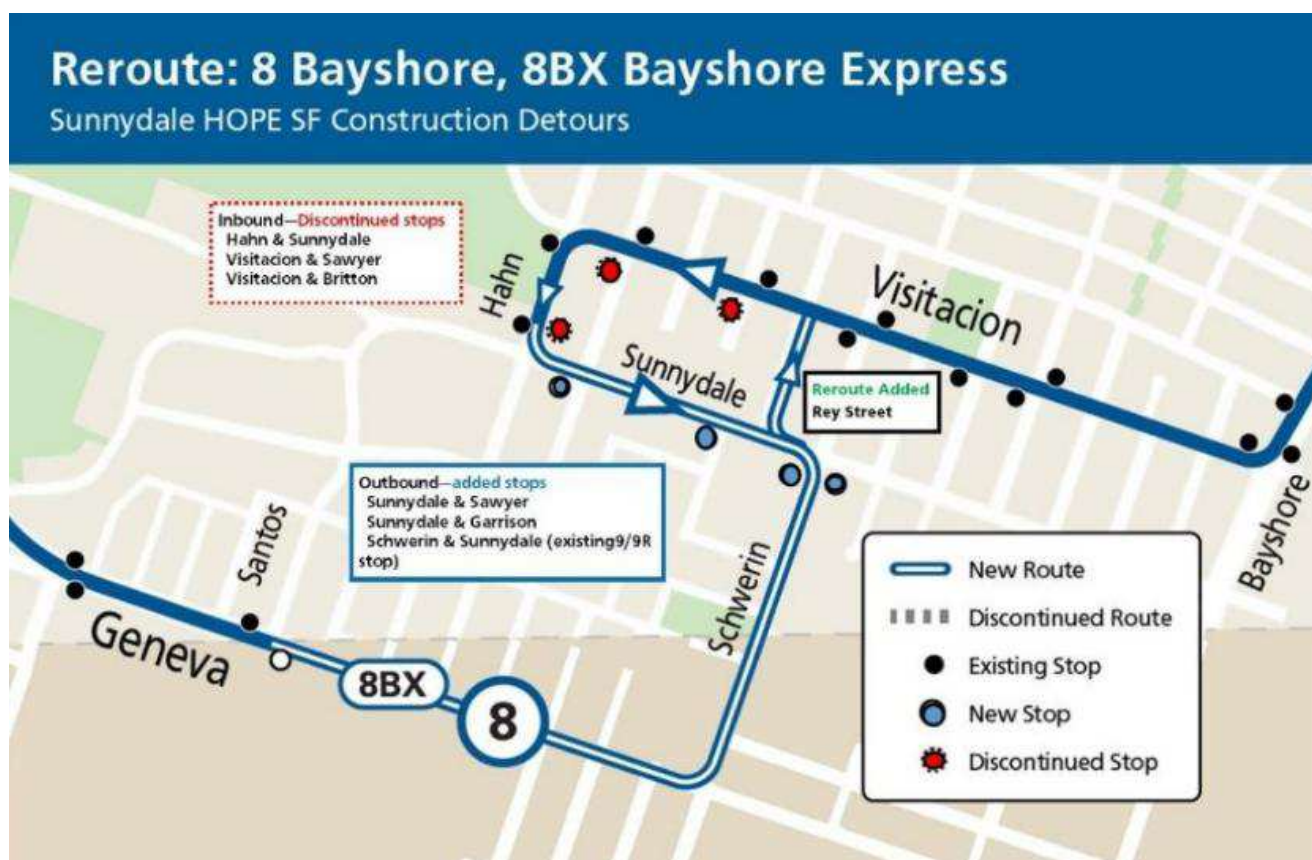 Reroute: 8 Bayshore, 8BX Bayshore Express
Sunnydale HOPE SF Construction Detours
Inbound—Discontinued stops
Hahn & Sunnydale
Visitacion & Sawyer
Visitacion & Britton
Hahn
Visitacion
Sunnydale
Reroute Added
Rey Street
Outbound—added stops
Sunnydale & Sawyer
Sunnydale & Garrison
Schwerin & Sunnydale (existing9/9R
stop)
Santos
Schwerin
Bayshore
Geneva
8BX
8
New Route
Discontinued Route
Existing Stop
New Stop
Discontinued Stop